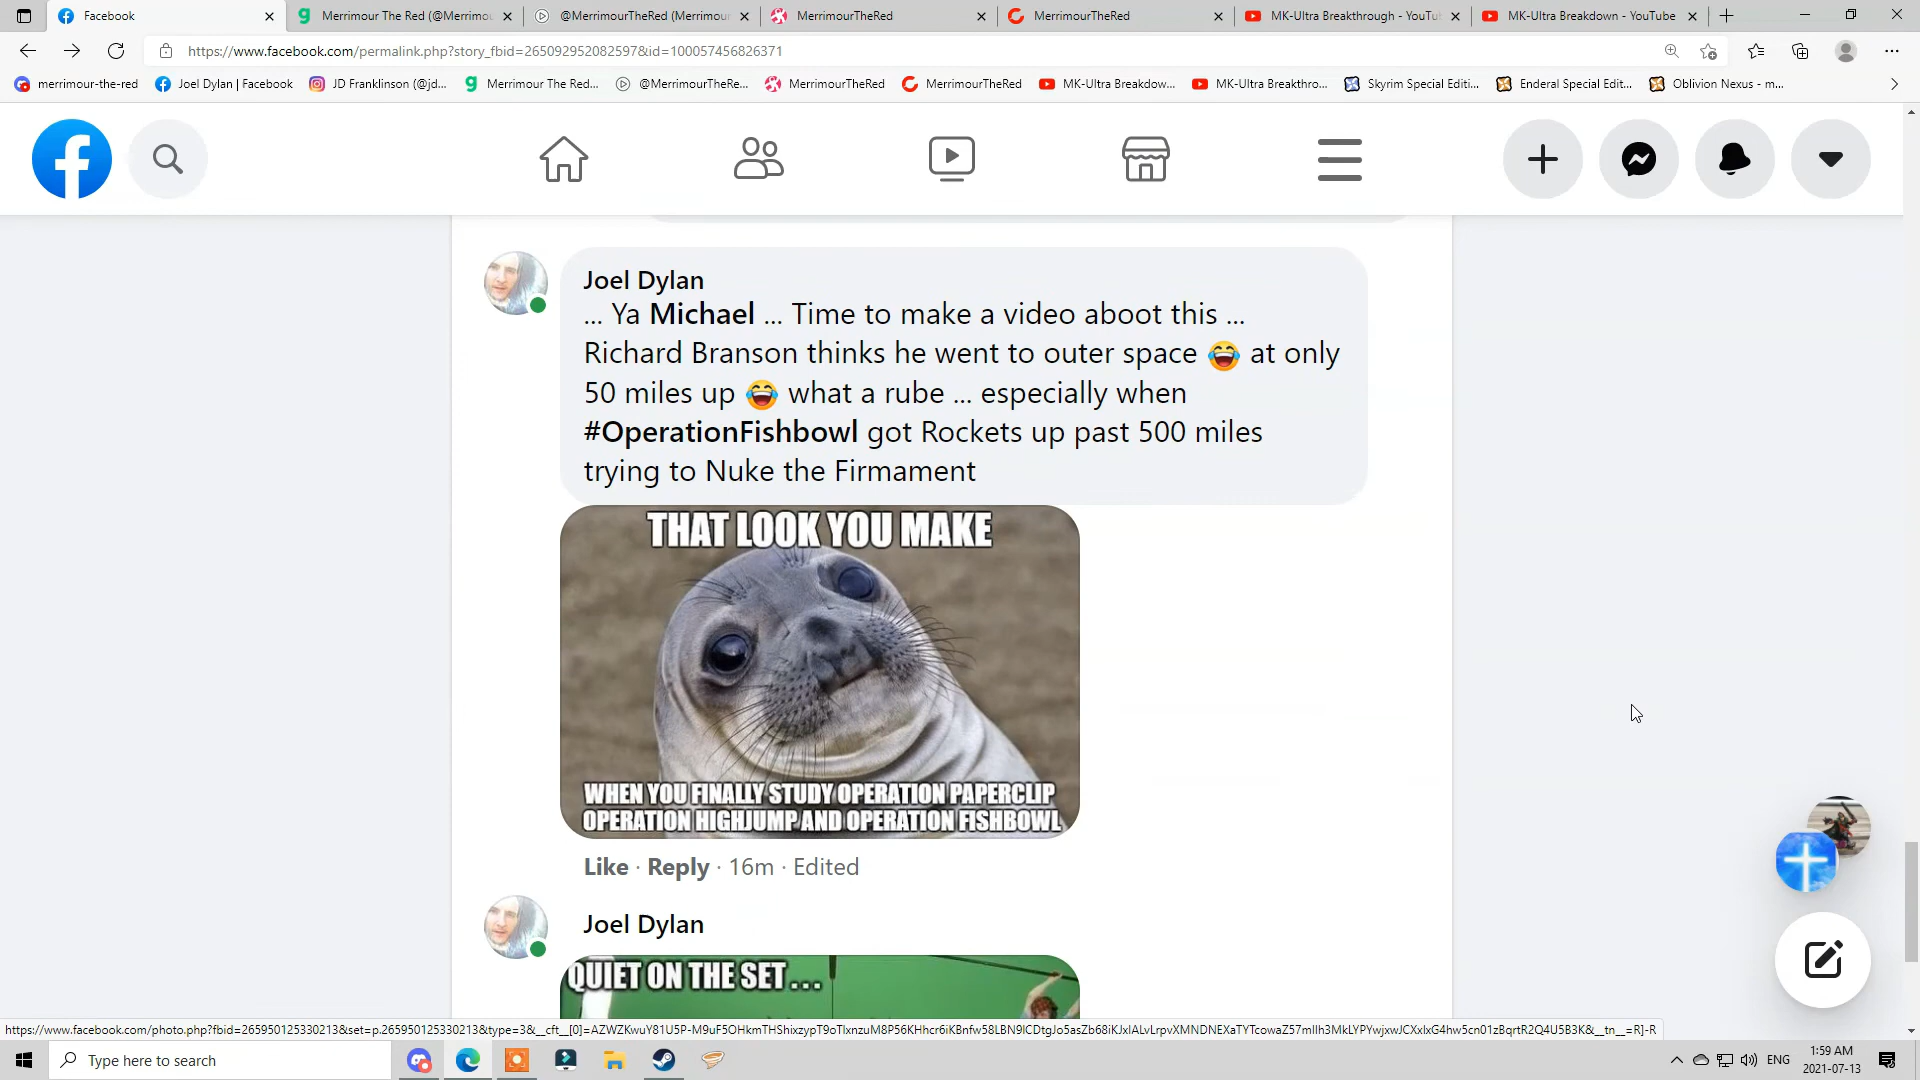 Facebook
Merrimour The Red (@Merrimou
@MerrimourTheRed (Merrimour
MerrimourTheRed
MerrimourTheRed
MK-Ultra Breakthrough - YouTu
MK-Ultra Breakdown - YouTube
https://www.facebook.com/permalink.php?story_fbid=265092952082597&id=100057456826371
merrimour-the-red
Joel Dylan | Facebook
JD Franklinson (@jd...
Merrimour The Red...
@MerrimourTheRe...
MerrimourTheRed
MerrimourTheRed
MK-Ultra Breakdow...
MK-Ultra Breakthro...
Skyrim Special Editi...
Enderal Special Edit...
Oblivion Nexus - m...
Joel Dylan
... Ya Michael ... Time to make a video aboot this ...
Richard Branson thinks he went to outer space 😂 at only
50 miles up 😂 what a rube ... especially when
#OperationFishbowl got Rockets up past 500 miles
trying to Nuke the Firmament
THAT LOOK YOU MAKE
WHEN YOU FINALLY STUDY OPERATION PAPERCLIP
OPERATION HIGHJUMP AND OPERATION FISHBOWL
Like · Reply · 16m · Edited
Joel Dylan
QUIET ON THE SET...
Type here to search
ENG
1:59 AM
2021-07-13